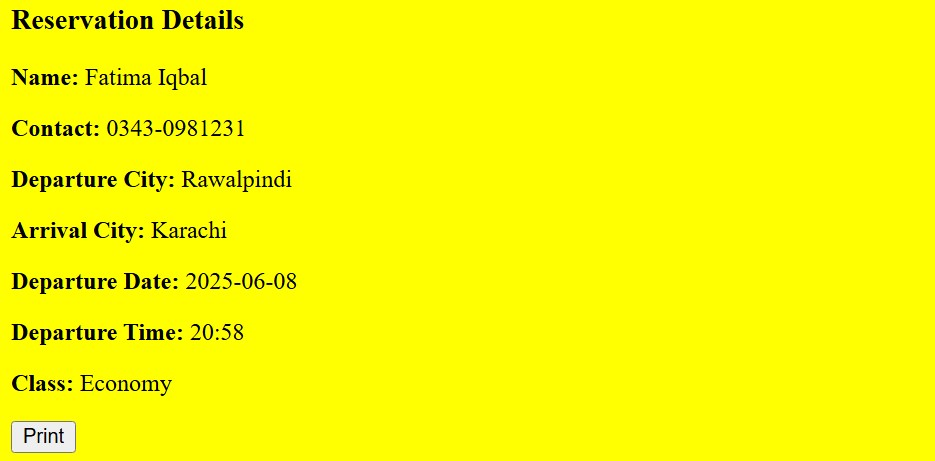 Reservation Details
Name: Fatima Iqbal
Contact: 0343-0981231
Departure City: Rawalpindi
Arrival City: Karachi
Departure Date: 2025-06-08
Departure Time: 20:58
Class: Economy
Print